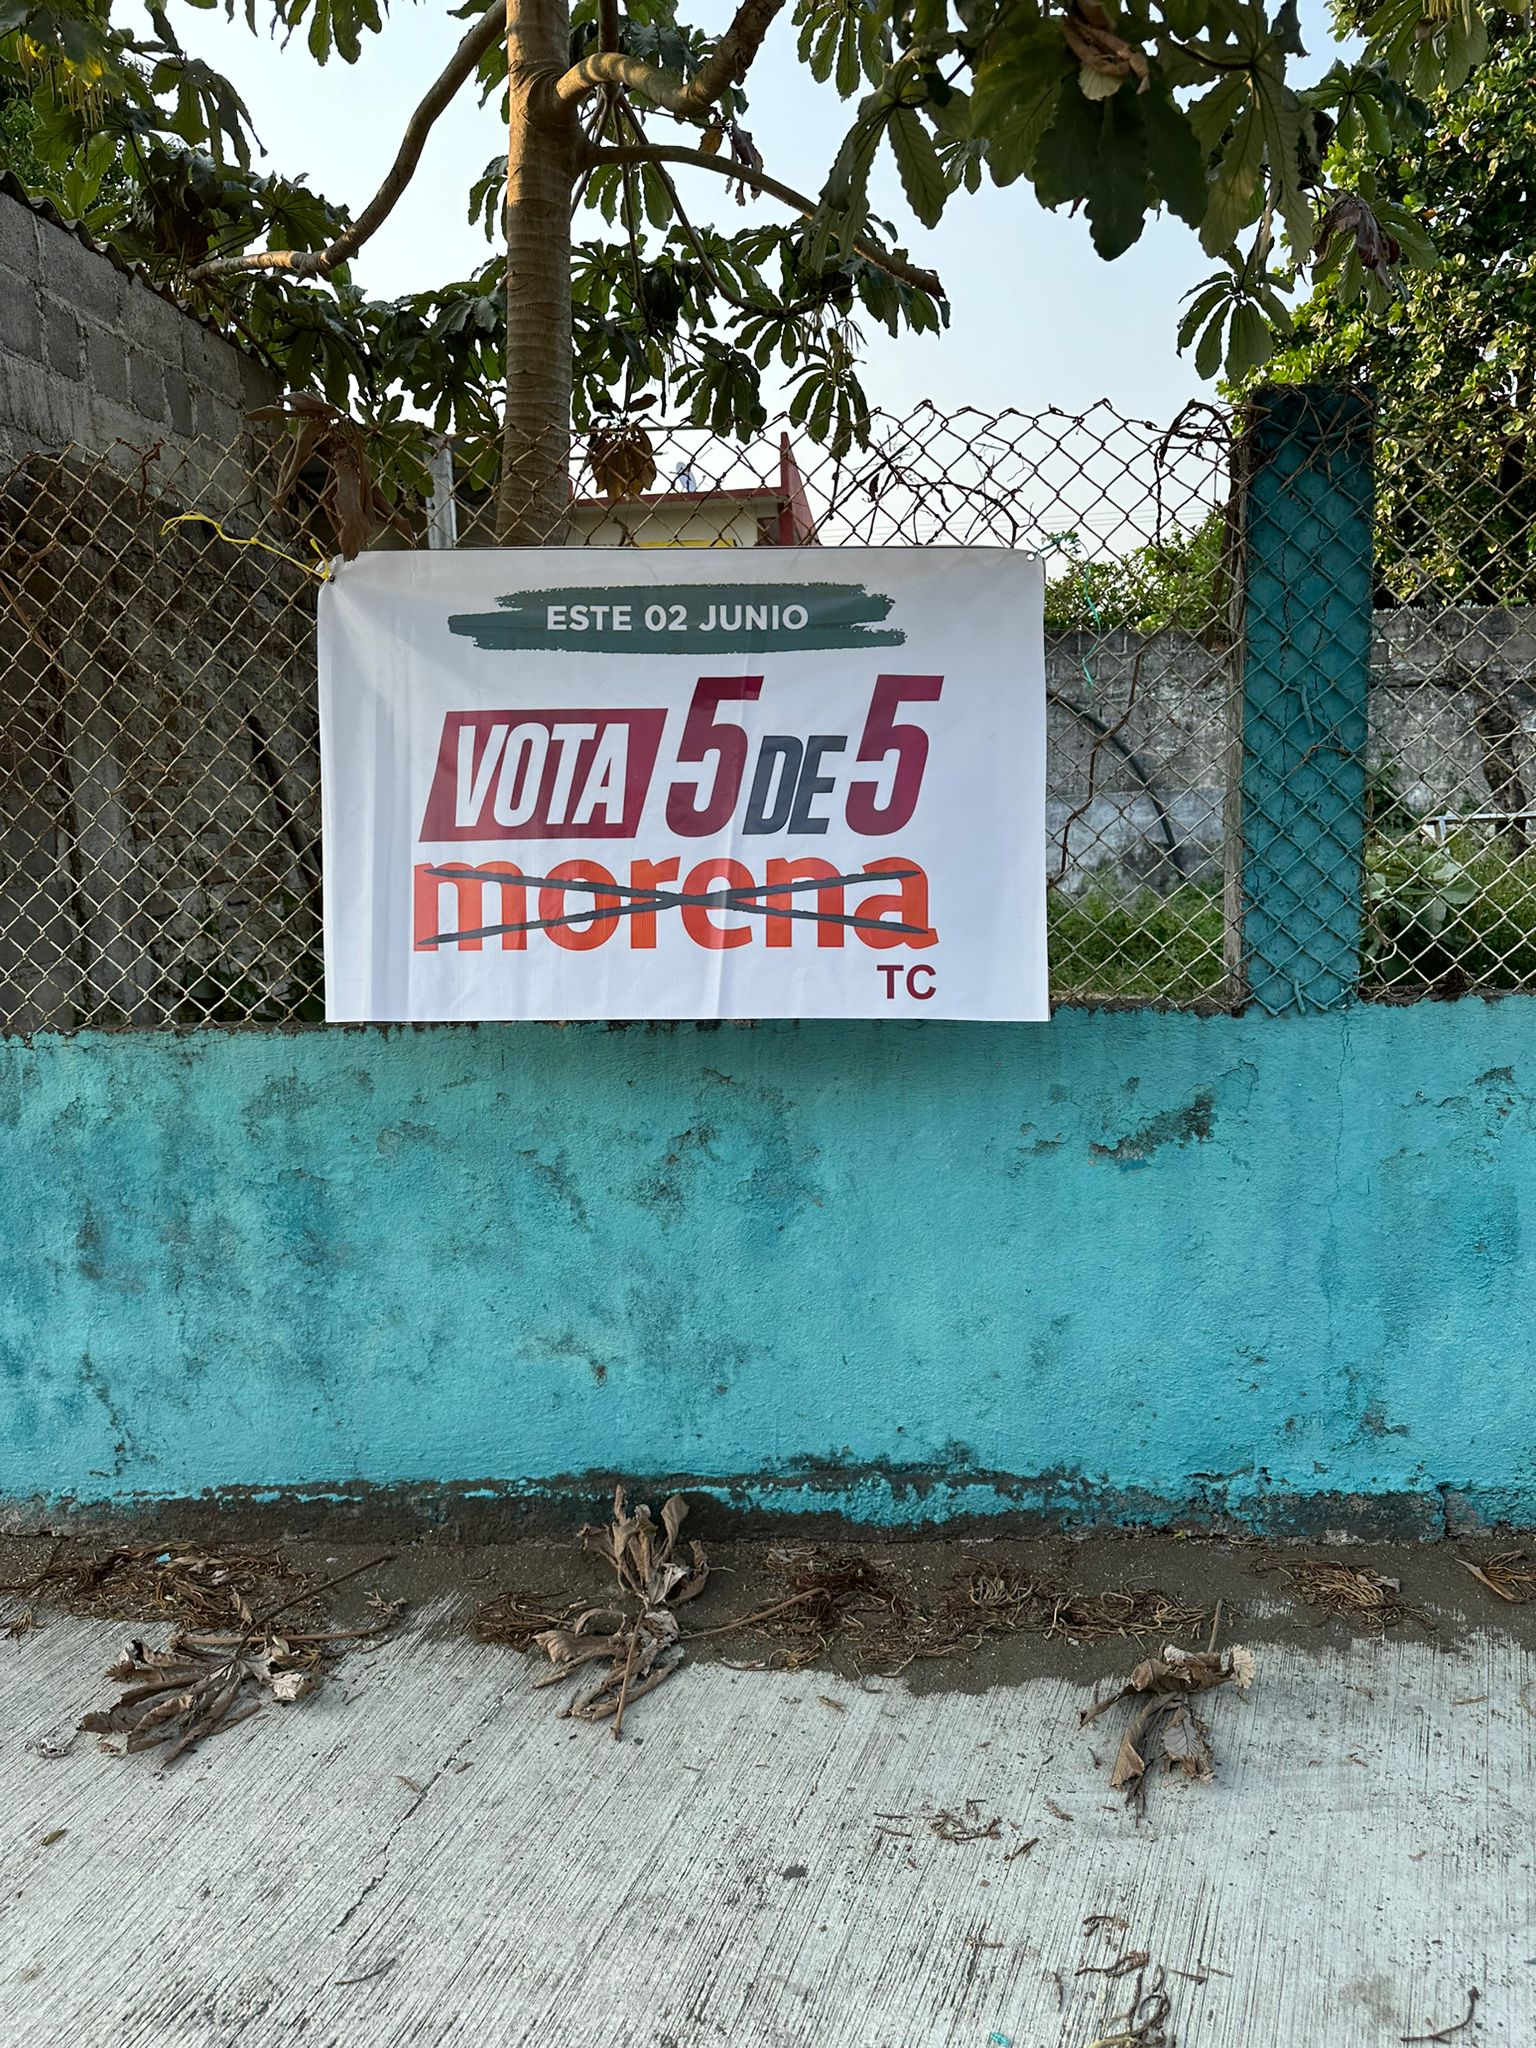 ESTE 02 JUNIO
VOTA 5 DE 5
morena
TC